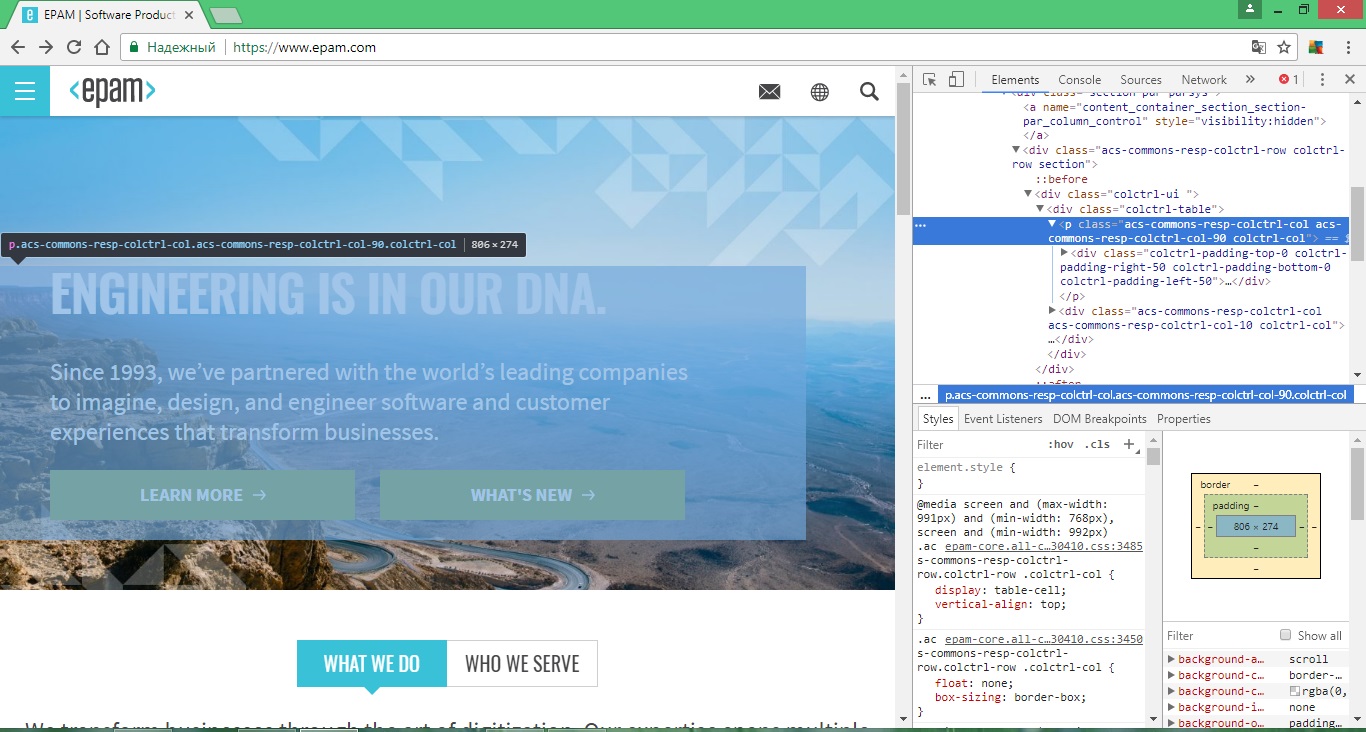 EPAM | Software Product
Надежный
https://www.epam.com
<epam>
p.acs-commons-resp-colctrl-col.acs-commons-resp-colctrl-col-90.colctrl-col 806 × 274
ENGINEERING IS IN OUR DNA.
Since 1993, we've partnered with the world's leading companies
to imagine, design, and engineer software and customer
experiences that transform businesses.
LEARN MORE → WHAT'S NEW →
WHAT WE DO WHO WE SERVE
We transform businesses through the art of digitization. Our expertise spans multiple
Elements Console Sources Network » 1
<div class="section-par parsys">
<a name="content_container_section_section-
par_column_control" style="visibility:hidden">
</a>
▼<div class="acs-commons-resp-colctrl-row colctrl-
row section">
::before
▼<div class="colctrl-ui ">
▼<div class="colctrl-table">
… ▼<p class="acs-commons-resp-colctrl-col acs-
commons-resp-colctrl-col-90 colctrl-col"> == $
▶<div class="colctrl-padding-top-0 colctrl-
padding-right-50 colctrl-padding-bottom-0
colctrl-padding-left-50">…</div>
</p>
▶<div class="acs-commons-resp-colctrl-col
acs-commons-resp-colctrl-col-10 colctrl-col">
…</div>
</div>
</div>
::after
... p.acs-commons-resp-colctrl-col.acs-commons-resp-colctrl-col-90.colctrl-col
Styles Event Listeners DOM Breakpoints Properties
Filter :hov .cls +
element.style {
}
@media screen and (max-width:
991px) and (min-width: 768px),
screen and (min-width: 992px)
.ac epam-core.all-c…30410.css:3485
s-commons-resp-colctrl-
row.colctrl-row .colctrl-col {
display: table-cell;
vertical-align: top;
}
.ac epam-core.all-c…30410.css:3450
s-commons-resp-colctrl-
row.colctrl-row .colctrl-col {
float: none;
box-sizing: border-box;
}
border –
padding –
– – 806 × 274 – –
–
–
Filter Show all
▶ background-a… scroll
▶ background-c… border-…
▶ background-c… rgba(0,
▶ background-i… none
▶ background-o… padding…